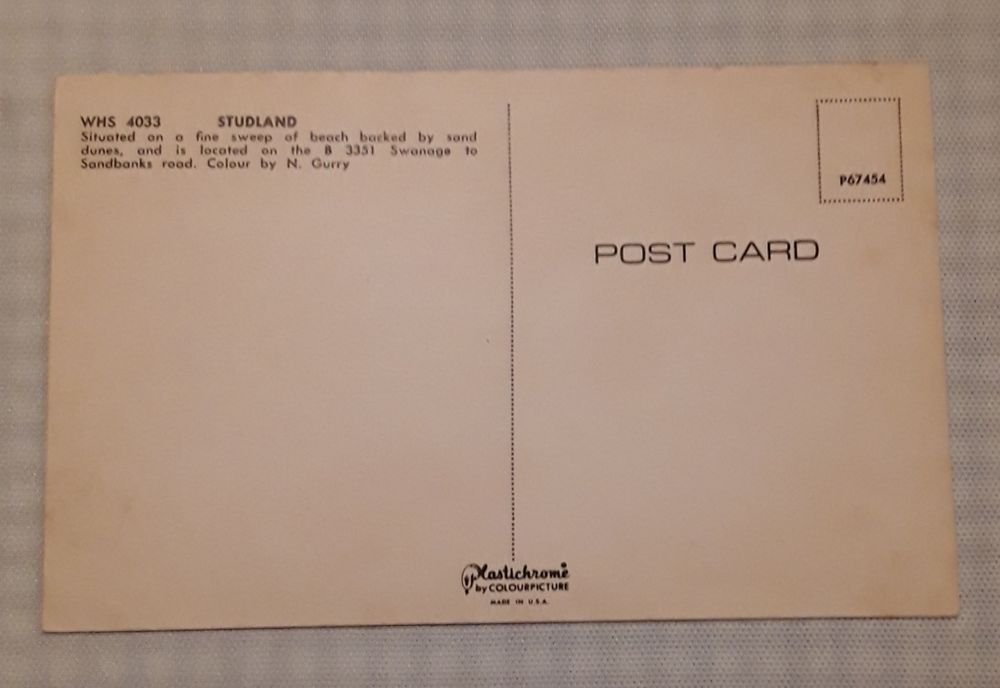 WHS 4033 STUDLAND
Situated on a fine sweep of beach backed by sand
dunes, and is located on the B 3351 Swanage to
Sandbanks road. Colour by N. Gurry
P67454
POST CARD
Plastichrome
by COLOURPICTURE
MADE IN U.S.A.